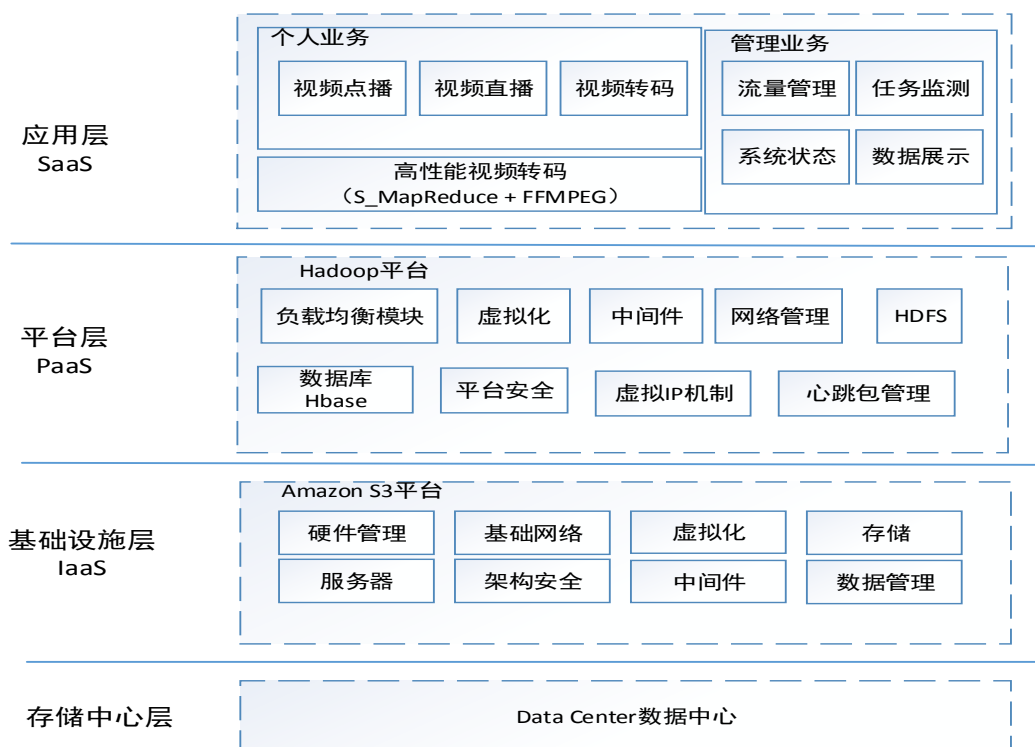 应用层
SaaS
个人业务
视频点播
视频直播
视频转码
高性能视频转码
（S_MapReduce + FFMPEG）
管理业务
流量管理
任务监测
系统状态
数据展示
平台层
PaaS
Hadoop平台
负载均衡模块
虚拟化
中间件
网络管理
HDFS
数据库
Hbase
平台安全
虚拟IP机制
心跳包管理
基础设施层
IaaS
Amazon S3平台
硬件管理
基础网络
虚拟化
存储
服务器
架构安全
中间件
数据管理
存储中心层
Data Center数据中心